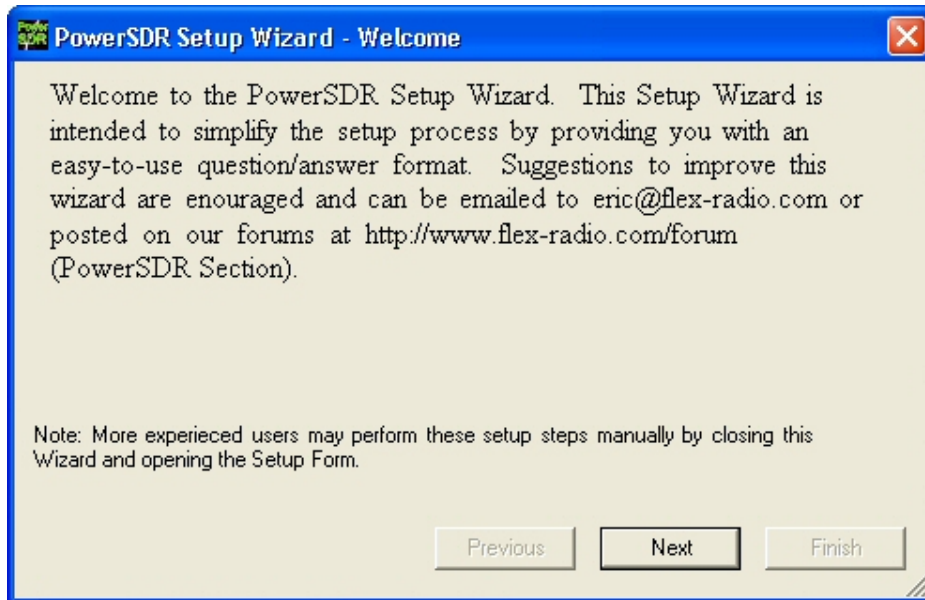 Power SDR
PowerSDR Setup Wizard - Welcome
Welcome to the PowerSDR Setup Wizard. This Setup Wizard is
intended to simplify the setup process by providing you with an
easy-to-use question/answer format. Suggestions to improve this
wizard are enouraged and can be emailed to eric@flex-radio.com or
posted on our forums at http://www.flex-radio.com/forum
(PowerSDR Section).
Note: More experieced users may perform these setup steps manually by closing this
Wizard and opening the Setup Form.
Previous
Next
Finish